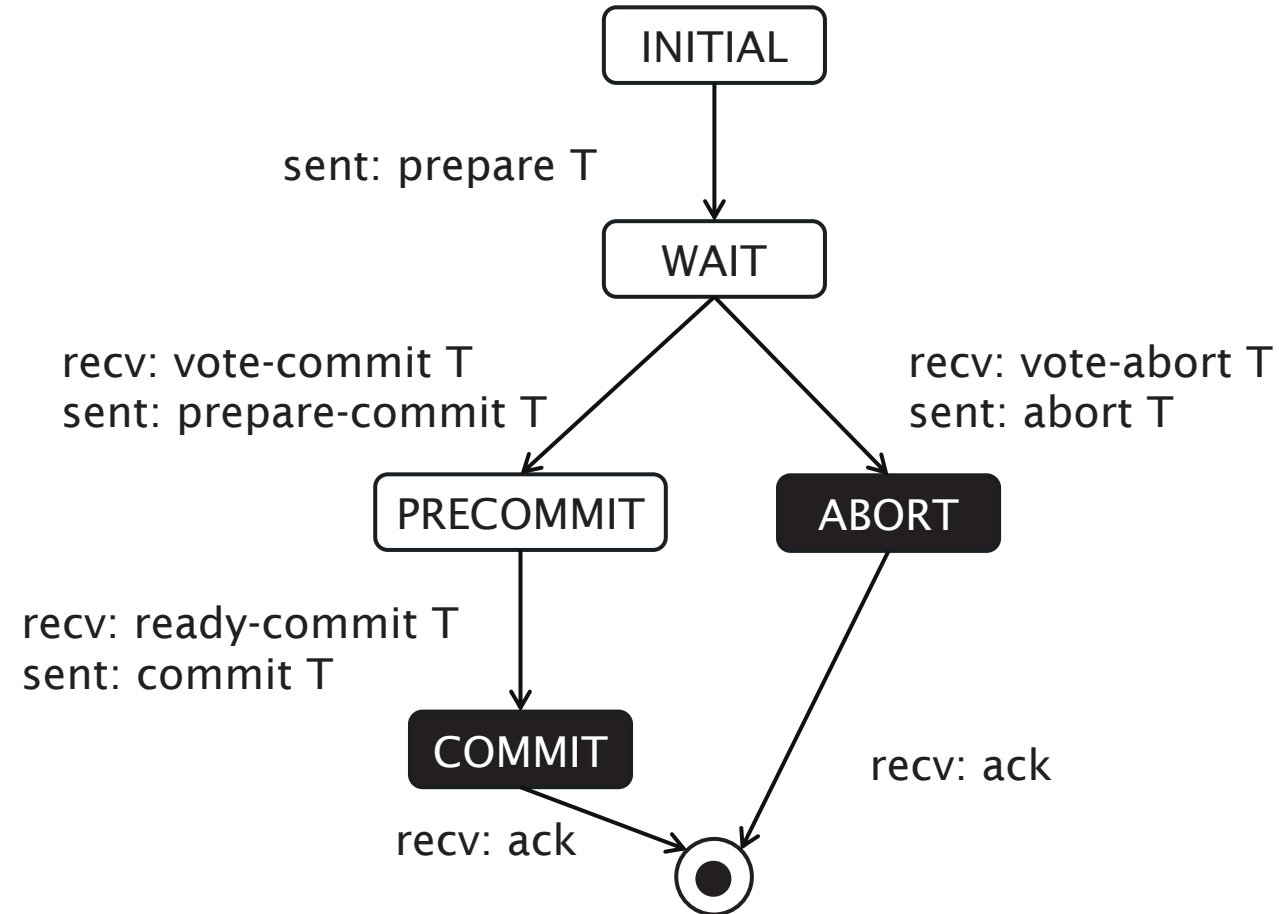 INITIAL
sent: prepare T
WAIT
recv: vote-commit T
sent: prepare-commit T
recv: vote-abort T
sent: abort T
PRECOMMIT
ABORT
recv: ready-commit T
sent: commit T
COMMIT
recv: ack
recv: ack